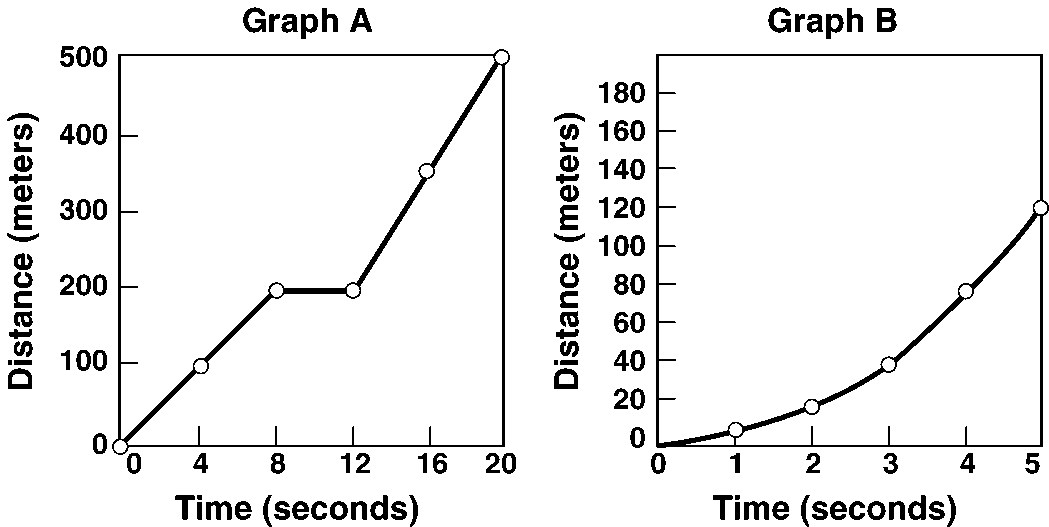 Graph A
Distance (meters)
500
400
300
200
100
0
0 4 8 12 16 20
Time (seconds)
Graph B
Distance (meters)
180
160
140
120
100
80
60
40
20
0
0 1 2 3 4 5
Time (seconds)